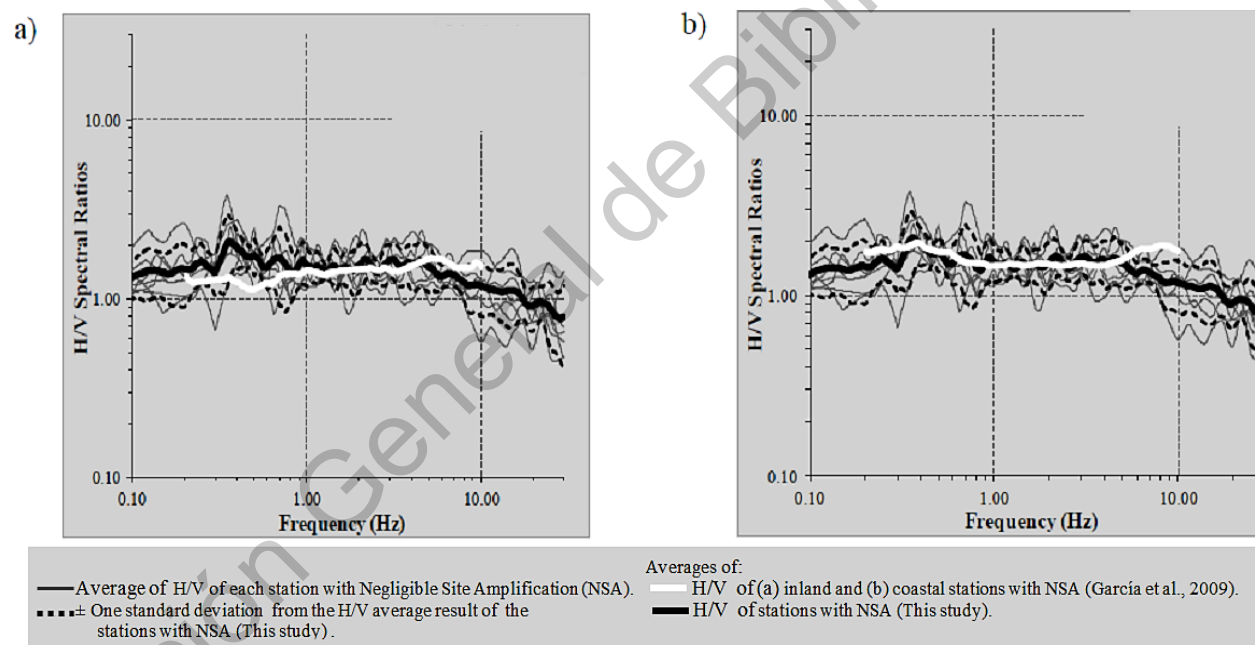 a)
10.00
1.00
0.10
H/V Spectral Ratios
0.10
1.00
10.00
Frequency (Hz)
b)
10.00
1.00
0.10
H/V Spectral Ratios
0.10
1.00
10.00
Frequency (Hz)
Average of H/V of each station with Negligible Site Amplification (NSA).
± One standard deviation from the H/V average result of the
stations with NSA (This study).
Averages of:
H/V of (a) inland and (b) coastal stations with NSA (García et al., 2009).
H/V of stations with NSA (This study).
General de